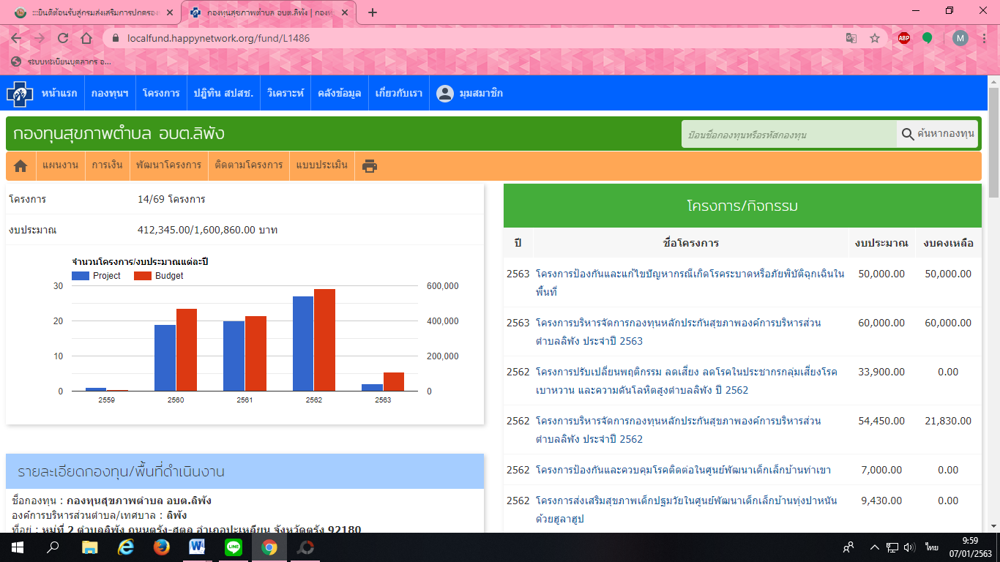 :::ยินดีต้อนรับสู่กรมส่งเสริมการปกครอง
กองทุนสุขภาพตำบล อบต.ลิพัง | กองทุ
localfund.happynetwork.org/fund/L1486
ABP
M
ระบบทะเบียนบุคลากร อ...
หน้าแรก
กองทุนฯ
โครงการ
ปฏิทิน สปสช.
วิเคราะห์
คลังข้อมูล
เกี่ยวกับเรา
มุมสมาชิก
กองทุนสุขภาพตำบล อบต.ลิพัง
ป้อนชื่อกองทุนหรือรหัสกองทุน
ค้นหากองทุน
แผนงาน
การเงิน
พัฒนาโครงการ
ติดตามโครงการ
แบบประเมิน
โครงการ 14/69 โครงการ
งบประมาณ 412,345.00/1,600,860.00 บาท
จำนวนโครงการ/งบประมาณแต่ละปี
Project Budget
30 600,000
20 400,000
10 200,000
0 0
2559 2560 2561 2562 2563
รายละเอียดกองทุน/พื้นที่ดำเนินงาน
ชื่อกองทุน : กองทุนสุขภาพตำบล อบต.ลิพัง
องค์การบริหารส่วนตำบล/เทศบาล : ลิพัง
ที่อยู่ : หมู่ที่ 2 ตำบลลิพัง ถนนตรัง-สตูล อำเภอปะเหลียน จังหวัดตรัง 92180
โครงการ/กิจกรรม
ปี ชื่อโครงการ งบประมาณ งบคงเหลือ
2563 โครงการป้องกันและแก้ไขปัญหากรณีเกิดโรคระบาดหรือภัยพิบัติฉุกเฉินใน 50,000.00 50,000.00
พื้นที่
2563 โครงการบริหารจัดการกองทุนหลักประกันสุขภาพองค์การบริหารส่วน 60,000.00 60,000.00
ตำบลลิพัง ประจำปี 2563
2562 โครงการปรับเปลี่ยนพฤติกรรม ลดเสี่ยง ลดโรคในประชากรกลุ่มเสี่ยงโรค 33,900.00 0.00
เบาหวาน และความดันโลหิตสูงตำบลลิพัง ปี 2562
2562 โครงการบริหารจัดการกองทุนหลักประกันสุขภาพองค์การบริหารส่วน 54,450.00 21,830.00
ตำบลลิพัง ประจำปี 2562
2562 โครงการป้องกันและควบคุมโรคติดต่อในศูนย์พัฒนาเด็กเล็กบ้านท่าเขา 7,000.00 0.00
2562 โครงการส่งเสริมสุขภาพเด็กปฐมวัยในศูนย์พัฒนาเด็กเล็กบ้านทุ่งปาหนัน 9,430.00 0.00
ด้วยฮูลาฮูป
LINE
ไทย
9:59
07/01/2563